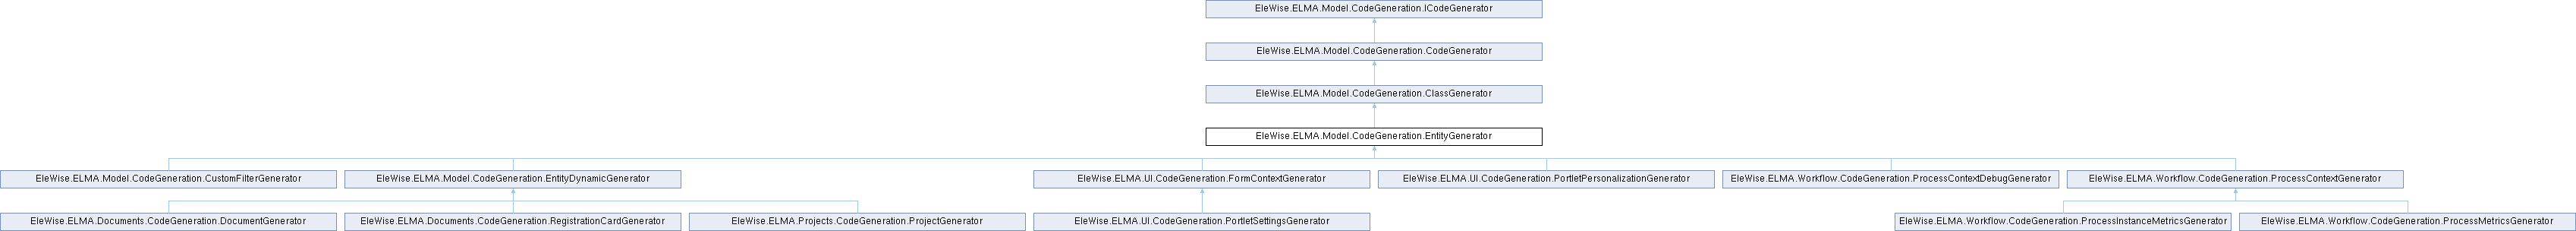 EleWise.ELMA.Model.CodeGeneration.ICodeGenerator
EleWise.ELMA.Model.CodeGeneration.CodeGenerator
EleWise.ELMA.Model.CodeGeneration.ClassGenerator
EleWise.ELMA.Model.CodeGeneration.EntityGenerator
EleWise.ELMA.Model.CodeGeneration.CustomFilterGenerator
EleWise.ELMA.Model.CodeGeneration.EntityDynamicGenerator
EleWise.ELMA.UI.CodeGeneration.FormContextGenerator
EleWise.ELMA.UI.CodeGeneration.PortletPersonalizationGenerator
EleWise.ELMA.Workflow.CodeGeneration.ProcessContextDebugGenerator
EleWise.ELMA.Workflow.CodeGeneration.ProcessContextGenerator
EleWise.ELMA.Documents.CodeGeneration.DocumentGenerator
EleWise.ELMA.Documents.CodeGeneration.RegistrationCardGenerator
EleWise.ELMA.Projects.CodeGeneration.ProjectGenerator
EleWise.ELMA.UI.CodeGeneration.PortletSettingsGenerator
EleWise.ELMA.Workflow.CodeGeneration.ProcessInstanceMetricsGenerator
EleWise.ELMA.Workflow.CodeGeneration.ProcessMetricsGenerator